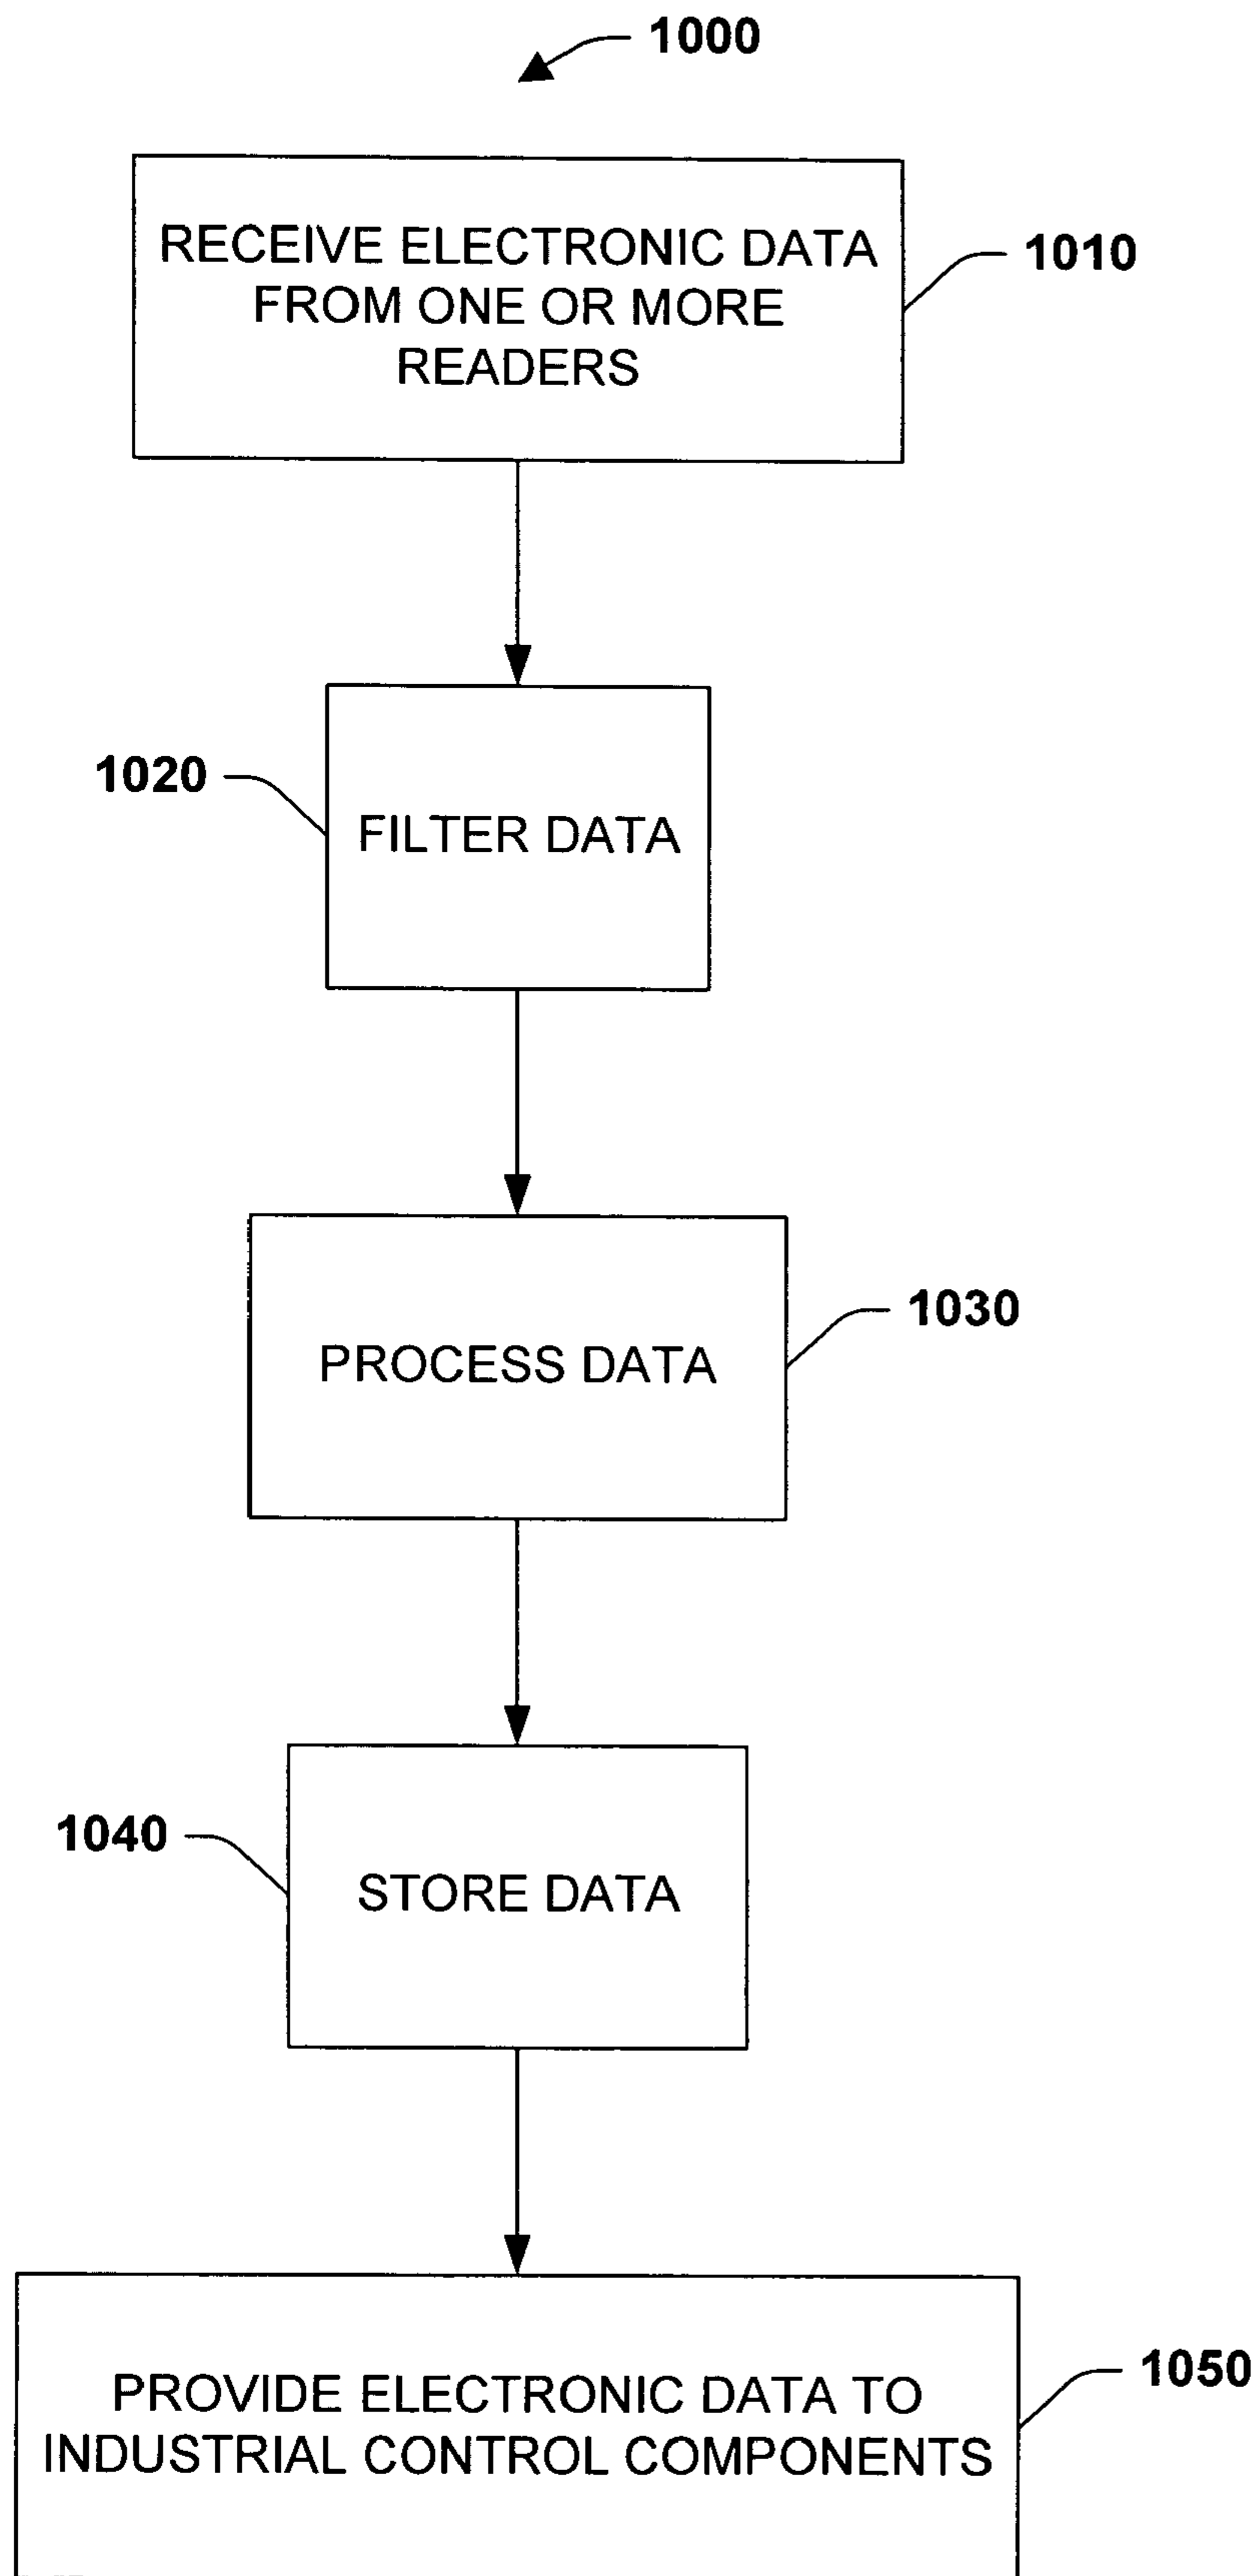 1000
RECEIVE ELECTRONIC DATA
FROM ONE OR MORE
READERS
1010
1020
FILTER DATA
1030
PROCESS DATA
1040
STORE DATA
1050
PROVIDE ELECTRONIC DATA TO
INDUSTRIAL CONTROL COMPONENTS